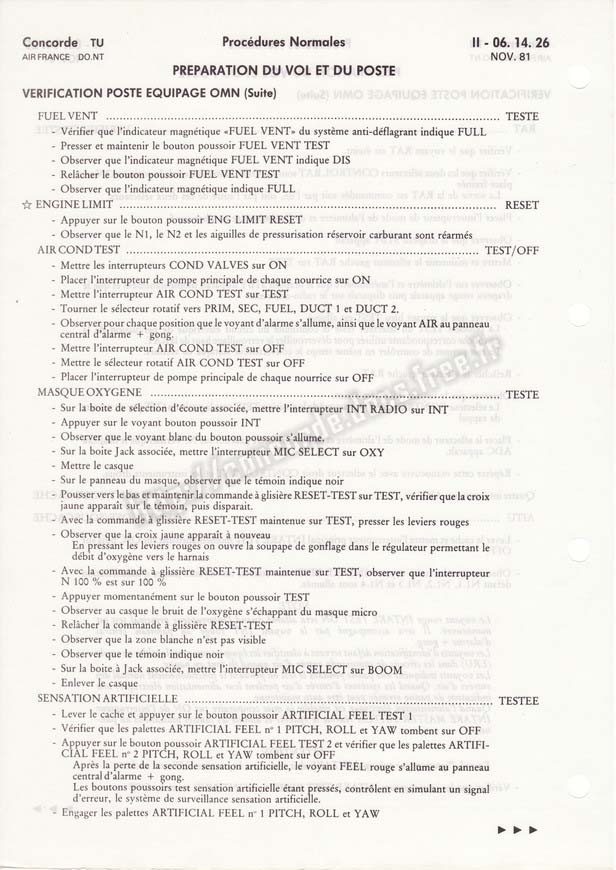 Concorde TU Procédures Normales II - 06. 14. 26
AIR FRANCE DO.NT NOV. 81
PREPARATION DU VOL ET DU POSTE
VERIFICATION POSTE EQUIPAGE OMN (Suite)
FUEL VENT ........ TESTE
- Vérifier que l'indicateur magnétique «FUEL VENT» du système anti-déflagrant indique FULL
- Presser et maintenir le bouton poussoir FUEL VENT TEST
- Observer que l'indicateur magnétique FUEL VENT indique DIS
- Relâcher le bouton poussoir FUEL VENT TEST
- Observer que l'indicateur magnétique indique FULL
☆ ENGINE LIMIT ........ RESET
- Appuyer sur le bouton poussoir ENG LIMIT RESET
- Observer que le N1, le N2 et les aiguilles de pressurisation réservoir carburant sont réarmés
AIR COND TEST ........ TEST/OFF
- Mettre les interrupteurs COND VALVES sur ON
- Placer l'interrupteur de pompe principale de chaque nourrice sur ON
- Mettre l'interrupteur AIR COND TEST sur TEST
- Tourner le sélecteur rotatif vers PRIM, SEC, FUEL, DUCT 1 et DUCT 2.
- Observer pour chaque position que le voyant d'alarme s'allume, ainsi que le voyant AIR au panneau
central d'alarme + gong.
- Mettre l'interrupteur AIR COND TEST sur OFF
- Mettre le sélecteur rotatif AIR COND TEST sur OFF
- Placer l'interrupteur de pompe principale de chaque nourrice sur OFF
MASQUE OXYGENE ........ TESTE
- Sur la boite de sélection d'écoute associée, mettre l'interrupteur INT RADIO sur INT
- Appuyer sur le voyant bouton poussoir INT
- Observer que le voyant blanc du bouton poussoir s'allume.
- Sur la boite Jack associée, mettre l'interrupteur MIC SELECT sur OXY
- Mettre le casque
- Sur le panneau du masque, observer que le témoin indique noir
- Pousser vers le bas et maintenir la commande à glisière RESET-TEST sur TEST, vérifier que la croix
jaune apparaît sur le témoin, puis disparait.
- Avec la commande à glissière RESET-TEST maintenue sur TEST, presser les leviers rouges
- Observer que la croix jaune apparaît à nouveau
En pressant les leviers rouges on ouvre la soupape de gonflage dans le régulateur permettant le
débit d'oxygène vers le harnais
- Avec la commande à glissière RESET-TEST maintenue sur TEST, observer que l'interrupteur
N 100 % est sur 100 %
- Appuyer momentanément sur le bouton poussoir TEST
- Observer au casque le bruit de l'oxygène s'échappant du masque micro
- Relâcher la commande à glissière RESET-TEST
- Observer que la zone blanche n'est pas visible
- Observer que le témoin indique noir
- Sur la boite à Jack associée, mettre l'interrupteur MIC SELECT sur BOOM
- Enlever le casque
SENSATION ARTIFICIELLE ........ TESTEE
- Lever le cache et appuyer sur le bouton poussoir ARTIFICIAL FEEL TEST 1
- Vérifier que les palettes ARTIFICIAL FEEL n° 1 PITCH, ROLL et YAW tombent sur OFF
- Appuyer sur le bouton poussoir ARTIFICIAL FEEL TEST 2 et vérifier que les palettes ARTIFI-
CIAL FEEL n° 2 PITCH, ROLL et YAW tombent sur OFF
Après la perte de la seconde sensation artificielle, le voyant FEEL rouge s'allume au panneau
central d'alarme + gong.
Les boutons poussoirs test sensation artificielle étant pressés, contrôlent en simulant un signal
d'erreur, le système de surveillance sensation artificielle.
- Engager les palettes ARTIFICIAL FEEL n° 1 PITCH, ROLL et YAW